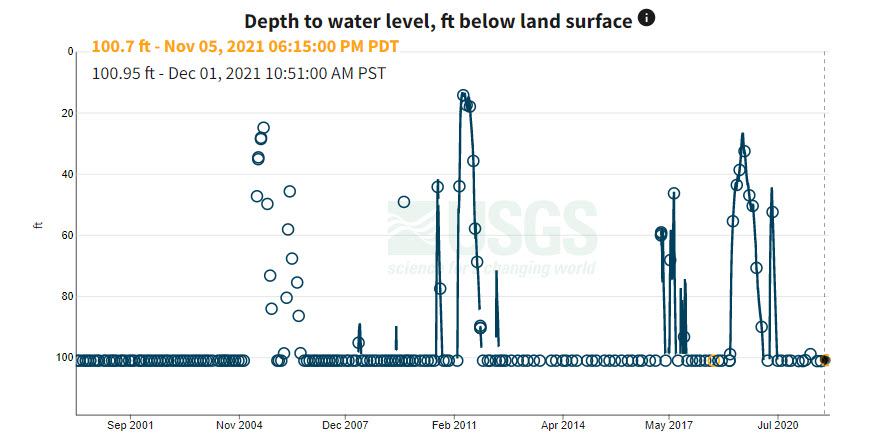 Depth to water level, ft below land surface i
100.7 ft - Nov 05, 2021 06:15:00 PM PDT
100.95 ft - Dec 01, 2021 10:51:00 AM PST
0
20
40
60
80
100
ft
USGS
science for a changing world
Sep 2001
Nov 2004
Dec 2007
Feb 2011
Apr 2014
May 2017
Jul 2020